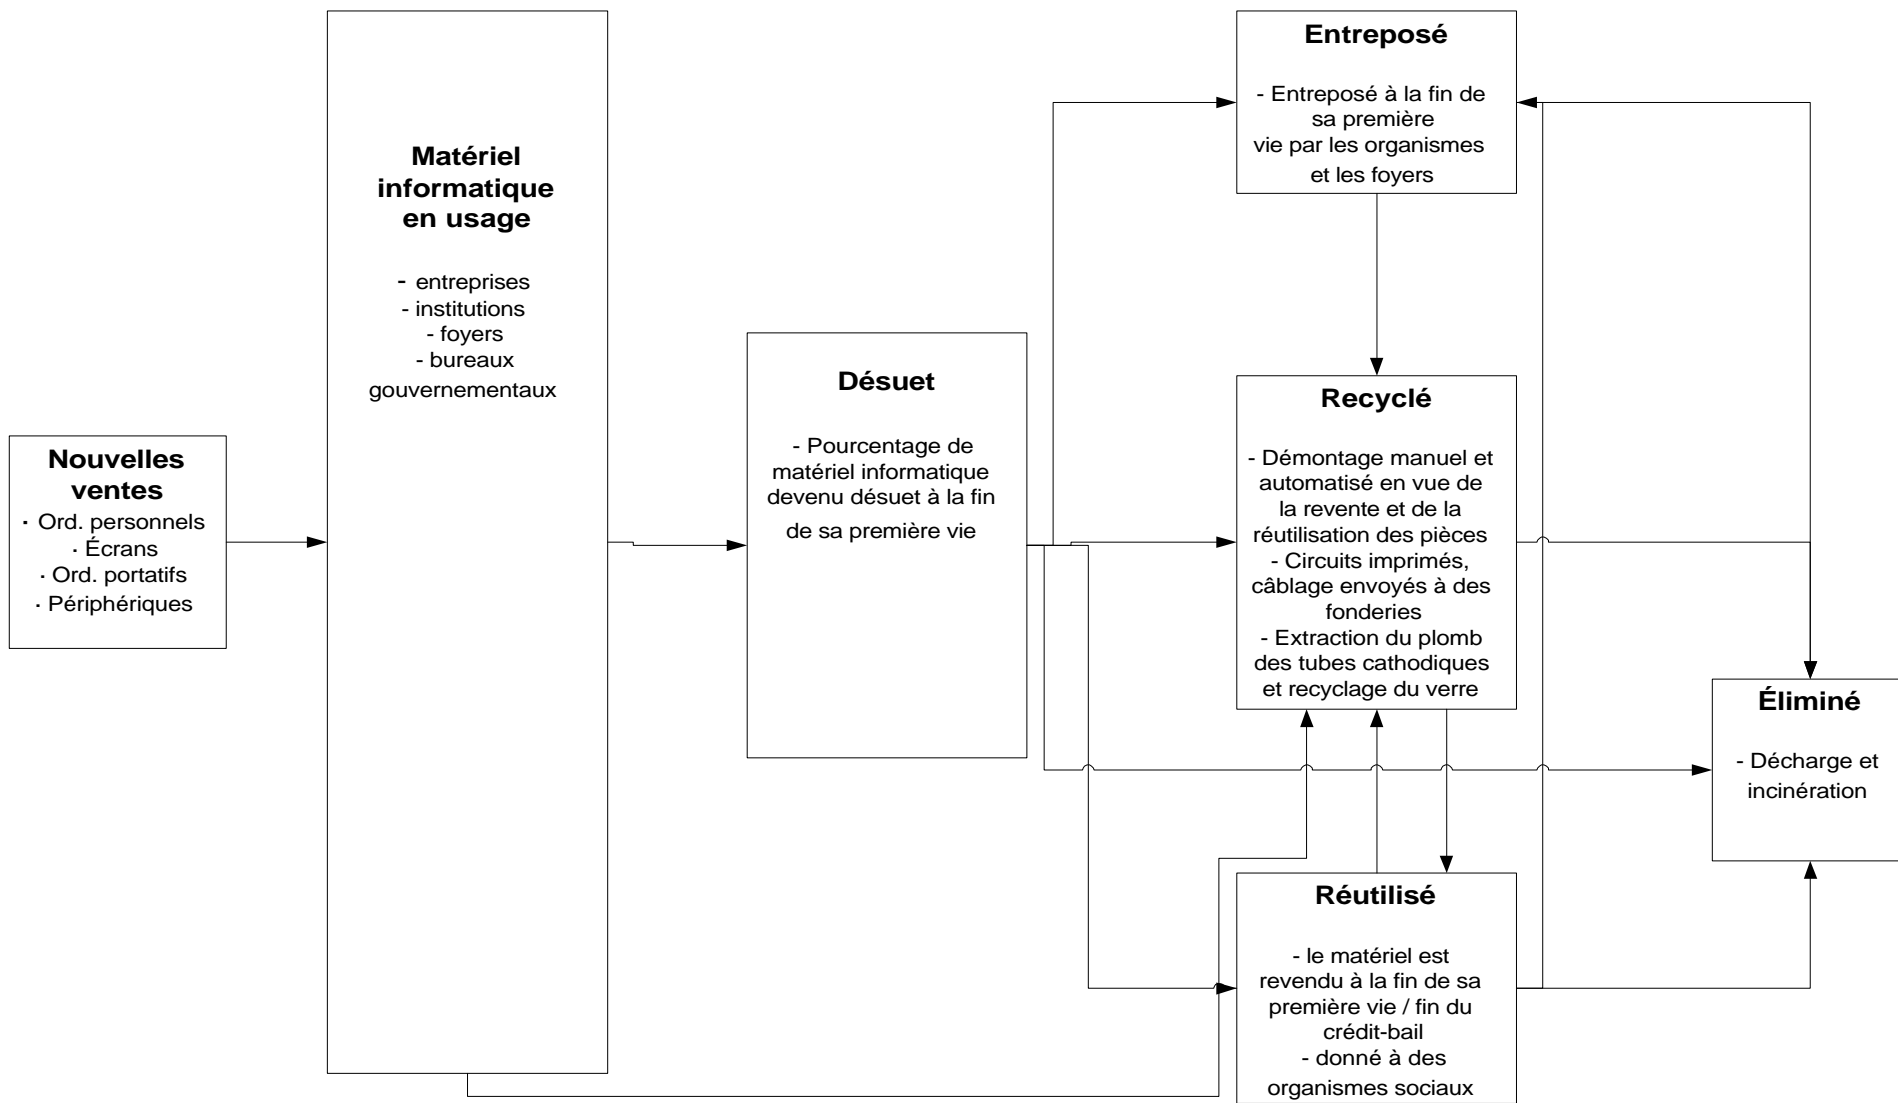 Nouvelles
ventes
· Ord. personnels
· Écrans
· Ord. portatifs
· Périphériques
Matériel
informatique
en usage
- entreprises
- institutions
- foyers
- bureaux
gouvernementaux
Désuet
- Pourcentage de
matériel informatique
devenu désuet à la fin
de sa première vie
Entreposé
- Entreposé à la fin de
sa première
vie par les organismes
et les foyers
Recyclé
- Démontage manuel et
automatisé en vue de
la revente et de la
réutilisation des pièces
- Circuits imprimés,
câblage envoyés à des
fonderies
- Extraction du plomb
des tubes cathodiques
et recyclage du verre
Réutilisé
- le matériel est
revendu à la fin de sa
première vie / fin du
crédit-bail
- donné à des
organismes sociaux
Éliminé
- Décharge et
incinération